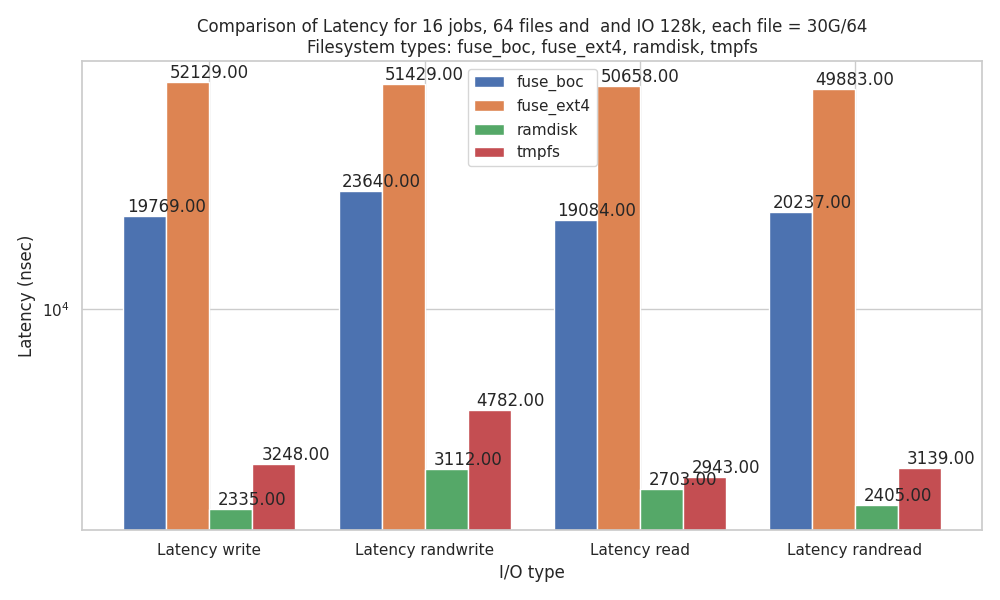 Comparison of Latency for 16 jobs, 64 files and  and IO 128k, each file = 30G/64
Filesystem types: fuse_boc, fuse_ext4, ramdisk, tmpfs
fuse_boc
fuse_ext4
ramdisk
tmpfs
52129.00
51429.00
50658.00
49883.00
19769.00
23640.00
19084.00
20237.00
Latency (nsec)
10^4
3248.00
2335.00
4782.00
3112.00
2943.00
2703.00
3139.00
2405.00
Latency write
Latency randwrite
Latency read
Latency randread
I/O type